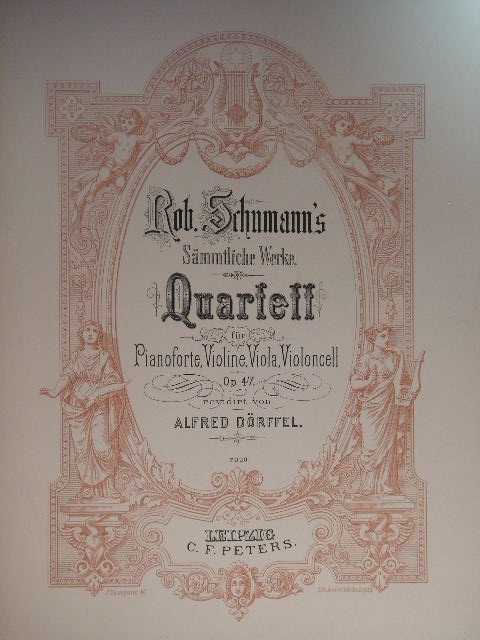 Rob. Schumann's
Sämmtliche Werke.
Quartett
für
Pianoforte, Violine, Viola, Violoncell
Op. 47.
revidirt von
ALFRED DÖRFFEL.
LEIPZIG
C. F. PETERS.